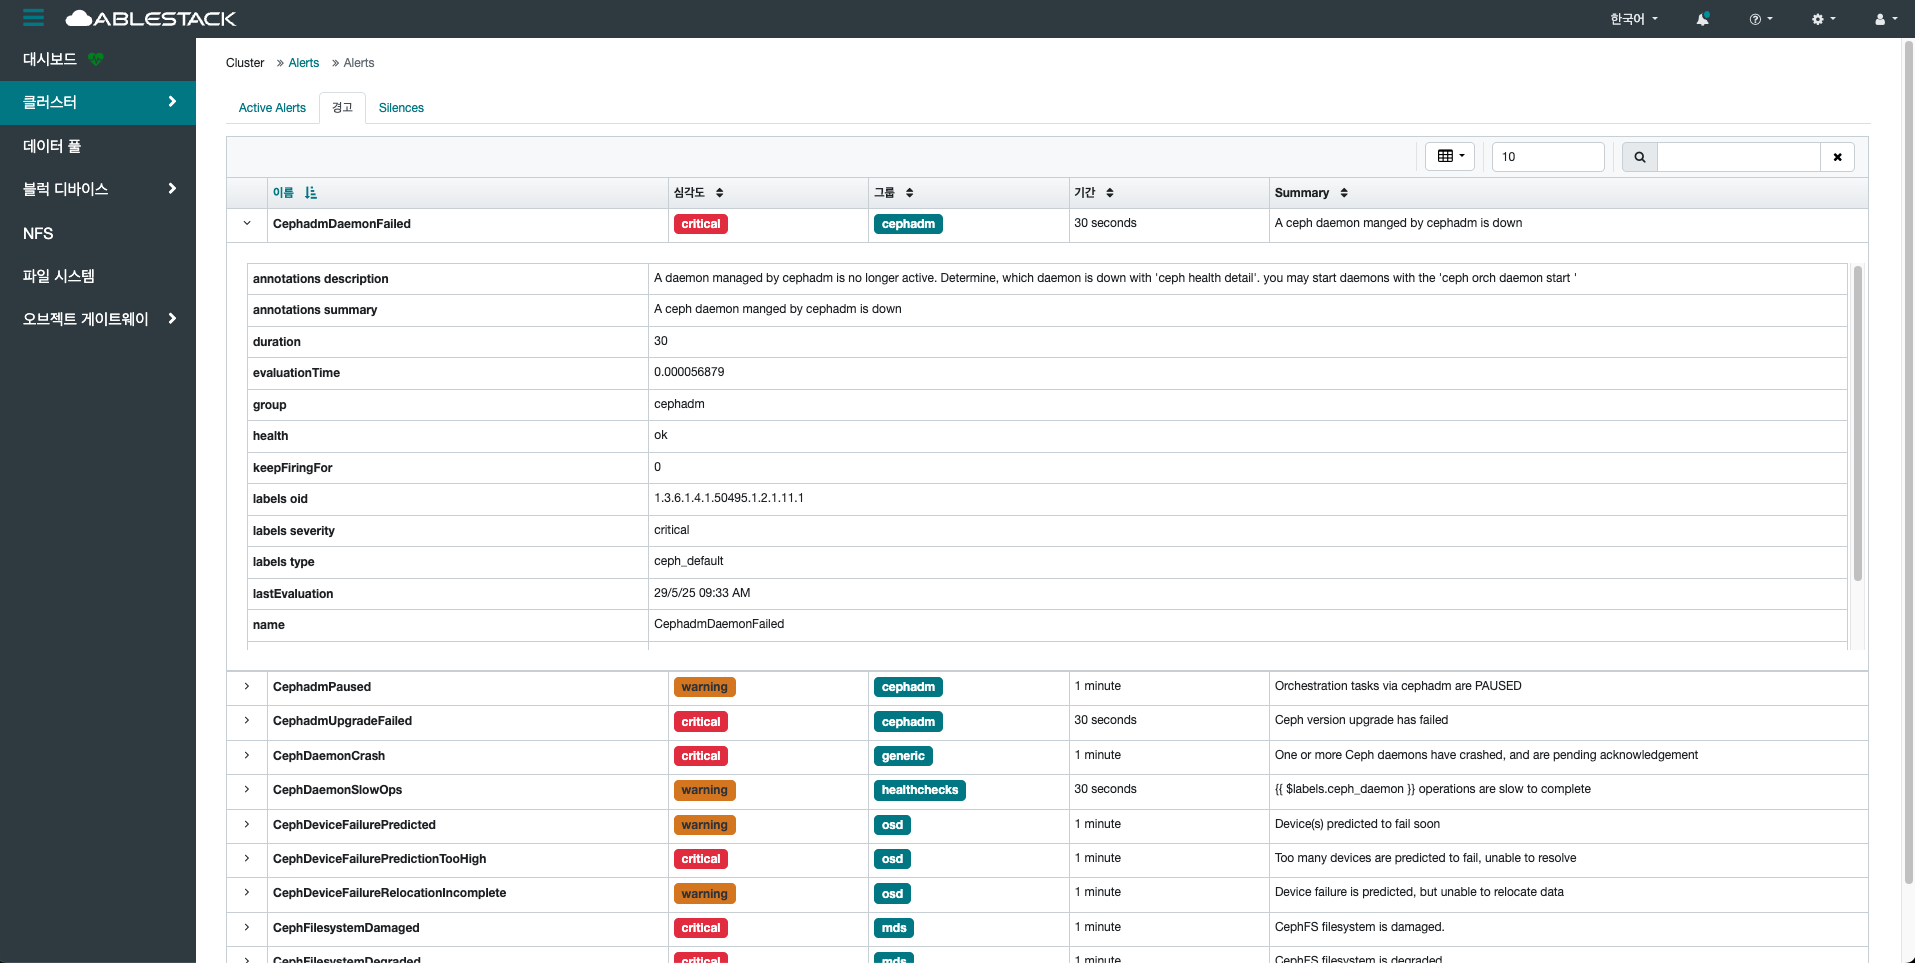 ABLESTACK
한국어
대시보드
클러스터
데이터 풀
블럭 디바이스
NFS
파일 시스템
오브젝트 게이트웨이
Cluster » Alerts » Alerts
Active Alerts 경고 Silences
10
이름 심각도 그룹 기간 Summary
CephadmDaemonFailed critical cephadm 30 seconds A ceph daemon manged by cephadm is down
annotations description A daemon managed by cephadm is no longer active. Determine, which daemon is down with 'ceph health detail'. you may start daemons with the 'ceph orch daemon start '
annotations summary A ceph daemon manged by cephadm is down
duration 30
evaluationTime 0.000056879
group cephadm
health ok
keepFiringFor 0
labels oid 1.3.6.1.4.1.50495.1.2.1.11.1
labels severity critical
labels type ceph_default
lastEvaluation 29/5/25 09:33 AM
name CephadmDaemonFailed
CephadmPaused warning cephadm 1 minute Orchestration tasks via cephadm are PAUSED
CephadmUpgradeFailed critical cephadm 30 seconds Ceph version upgrade has failed
CephDaemonCrash critical generic 1 minute One or more Ceph daemons have crashed, and are pending acknowledgement
CephDaemonSlowOps warning healthchecks 30 seconds {{ $labels.ceph_daemon }} operations are slow to complete
CephDeviceFailurePredicted warning osd 1 minute Device(s) predicted to fail soon
CephDeviceFailurePredictionTooHigh critical osd 1 minute Too many devices are predicted to fail, unable to resolve
CephDeviceFailureRelocationIncomplete warning osd 1 minute Device failure is predicted, but unable to relocate data
CephFilesystemDamaged critical mds 1 minute CephFS filesystem is damaged.
CephFilesystemDegraded critical mds 1 minute CephFS filesystem is degraded